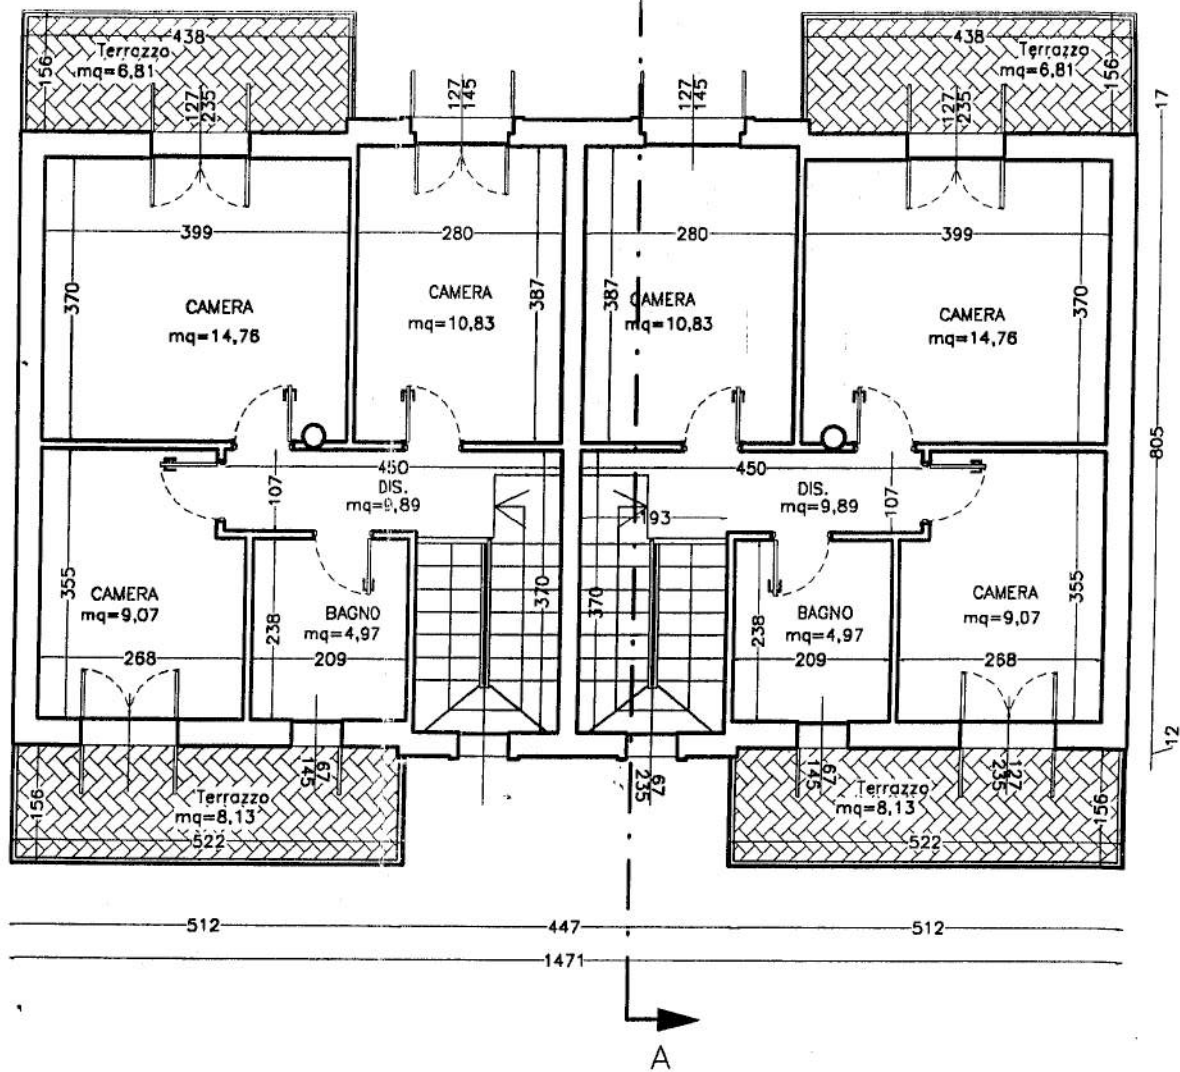 438
Terrazzo
mq=6,81
156
127
235
127
145
127
145
438
Terrazzo
mq=6,81
156
127
235
17
399
280
280
399
370
CAMERA
mq=14,76
CAMERA
mq=10,83
387
387
CAMERA
mq=10,83
CAMERA
mq=14,76
370
805
450
107
DIS.
mq=9,89
450
DIS.
mq=9,89
107
193
355
CAMERA
mq=9,07
268
238
BAGNO
mq=4,97
209
370
370
238
BAGNO
mq=4,97
209
CAMERA
mq=9,07
268
355
12
156
Terrazzo
mq=8,13
522
67
145
67
235
67
145
Terrazzo
mq=8,13
522
127
235
156
512
447
512
1471
A